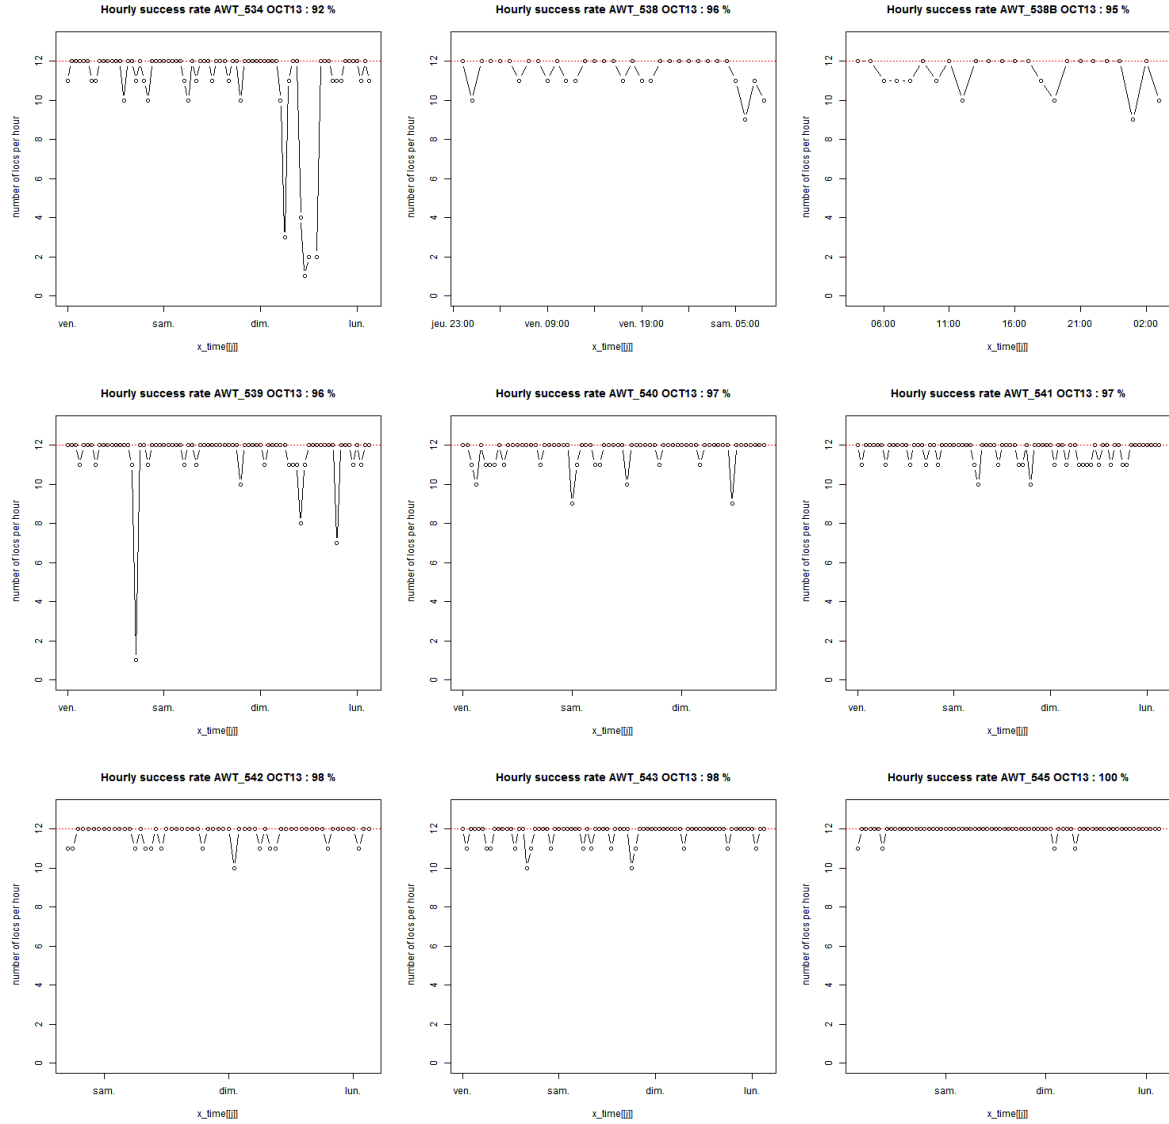 Hourly success rate AWT_534 OCT13 : 92 %
number of locs per hour
12
10
8
6
4
2
0
ven. sam. dim. lun.
x_time[[j]]
Hourly success rate AWT_538 OCT13 : 96 %
number of locs per hour
12
10
8
6
4
2
0
jeu. 23:00 ven. 09:00 ven. 19:00 sam. 05:00
x_time[[j]]
Hourly success rate AWT_538B OCT13 : 95 %
number of locs per hour
12
10
8
6
4
2
0
06:00 11:00 16:00 21:00 02:00
x_time[[j]]
Hourly success rate AWT_539 OCT13 : 96 %
number of locs per hour
12
10
8
6
4
2
0
ven. sam. dim. lun.
x_time[[j]]
Hourly success rate AWT_540 OCT13 : 97 %
number of locs per hour
12
10
8
6
4
2
0
ven. sam. dim.
x_time[[j]]
Hourly success rate AWT_541 OCT13 : 97 %
number of locs per hour
12
10
8
6
4
2
0
ven. sam. dim. lun.
x_time[[j]]
Hourly success rate AWT_542 OCT13 : 98 %
number of locs per hour
12
10
8
6
4
2
0
sam. dim. lun.
x_time[[j]]
Hourly success rate AWT_543 OCT13 : 98 %
number of locs per hour
12
10
8
6
4
2
0
ven. sam. dim. lun.
x_time[[j]]
Hourly success rate AWT_545 OCT13 : 100 %
number of locs per hour
12
10
8
6
4
2
0
sam. dim. lun.
x_time[[j]]